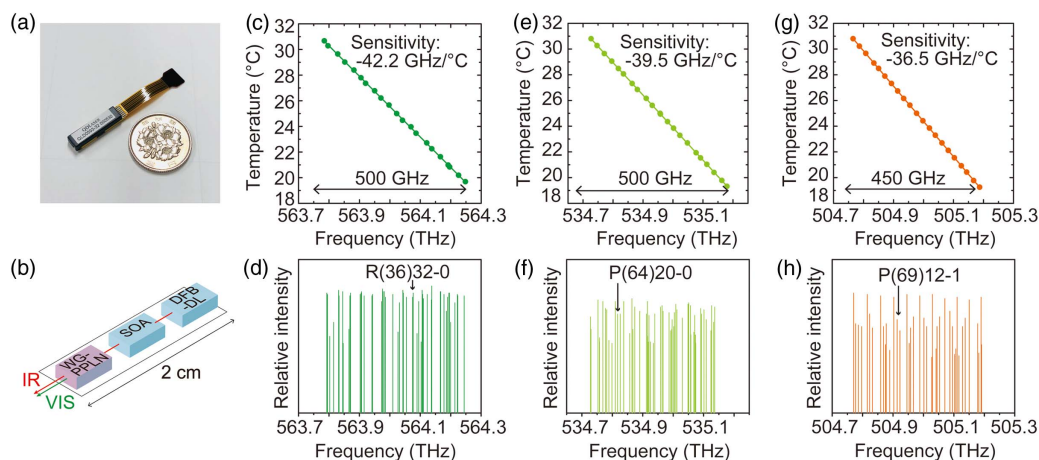 (a)
(b)
IR
VIS
WG-
PPLN
SOA
DFB
-DL
2 cm
(c)
Temperature (°C)
32
30
28
26
24
22
20
18
Sensitivity:
-42.2 GHz/°C
500 GHz
563.7 563.9 564.1 564.3
Frequency (THz)
(e)
Temperature (°C)
32
30
28
26
24
22
20
18
Sensitivity:
-39.5 GHz/°C
500 GHz
534.7 534.9 535.1
Frequency (THz)
(g)
Temperature (°C)
32
30
28
26
24
22
20
18
Sensitivity:
-36.5 GHz/°C
450 GHz
504.7 504.9 505.1 505.3
Frequency (THz)
(d)
R(36)32-0
Relative intensity
563.7 563.9 564.1 564.3
Frequency (THz)
(f)
P(64)20-0
Relative intensity
534.7 534.9 535.1
Frequency (THz)
(h)
P(69)12-1
Relative intensity
504.7 504.9 505.1 505.3
Frequency (THz)